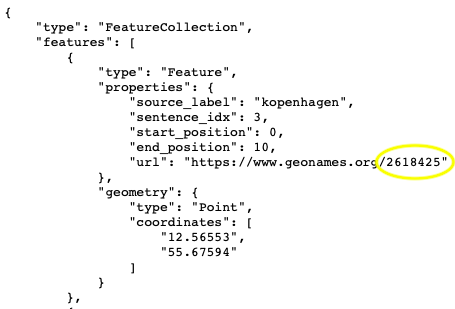 {
"type": "FeatureCollection",
"features": [
{
"type": "Feature",
"properties": {
"source_label": "kopenhagen",
"sentence_idx": 3,
"start_position": 0,
"end_position": 10,
"url": "https://www.geonames.org/2618425"
},
"geometry": {
"type": "Point",
"coordinates": [
"12.56553",
"55.67594"
]
}
},